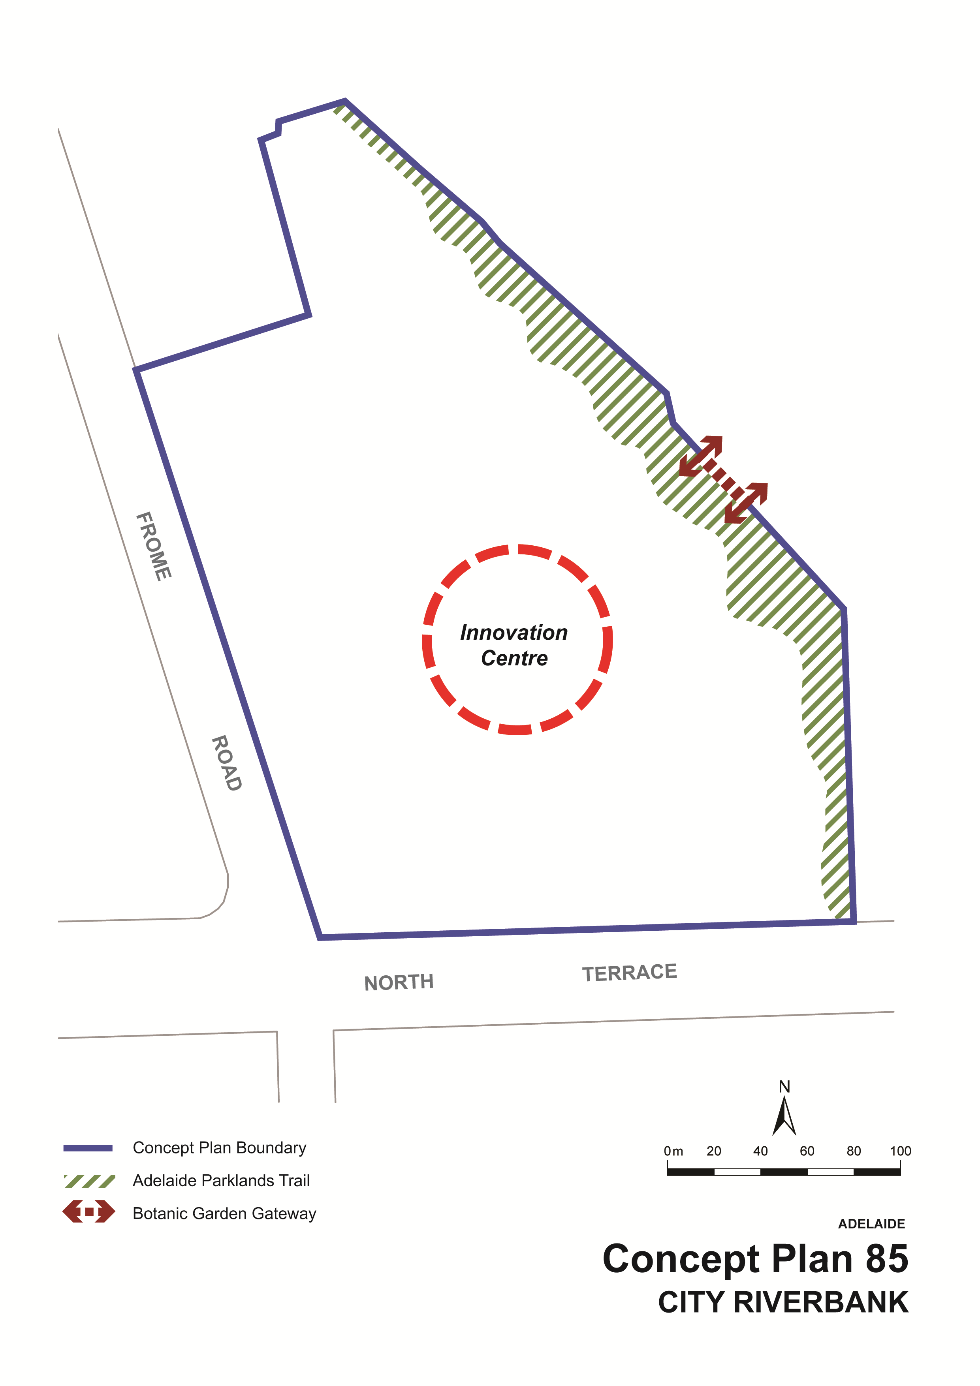 Innovation
Centre
FROME
ROAD
NORTH TERRACE
N
0m 20 40 60 80 100
Concept Plan Boundary
Adelaide Parklands Trail
Botanic Garden Gateway
ADELAIDE
Concept Plan 85
CITY RIVERBANK